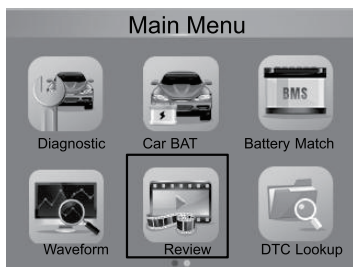 Main Menu
BMS
Diagnostic Car BAT Battery Match
Waveform Review DTC Lookup